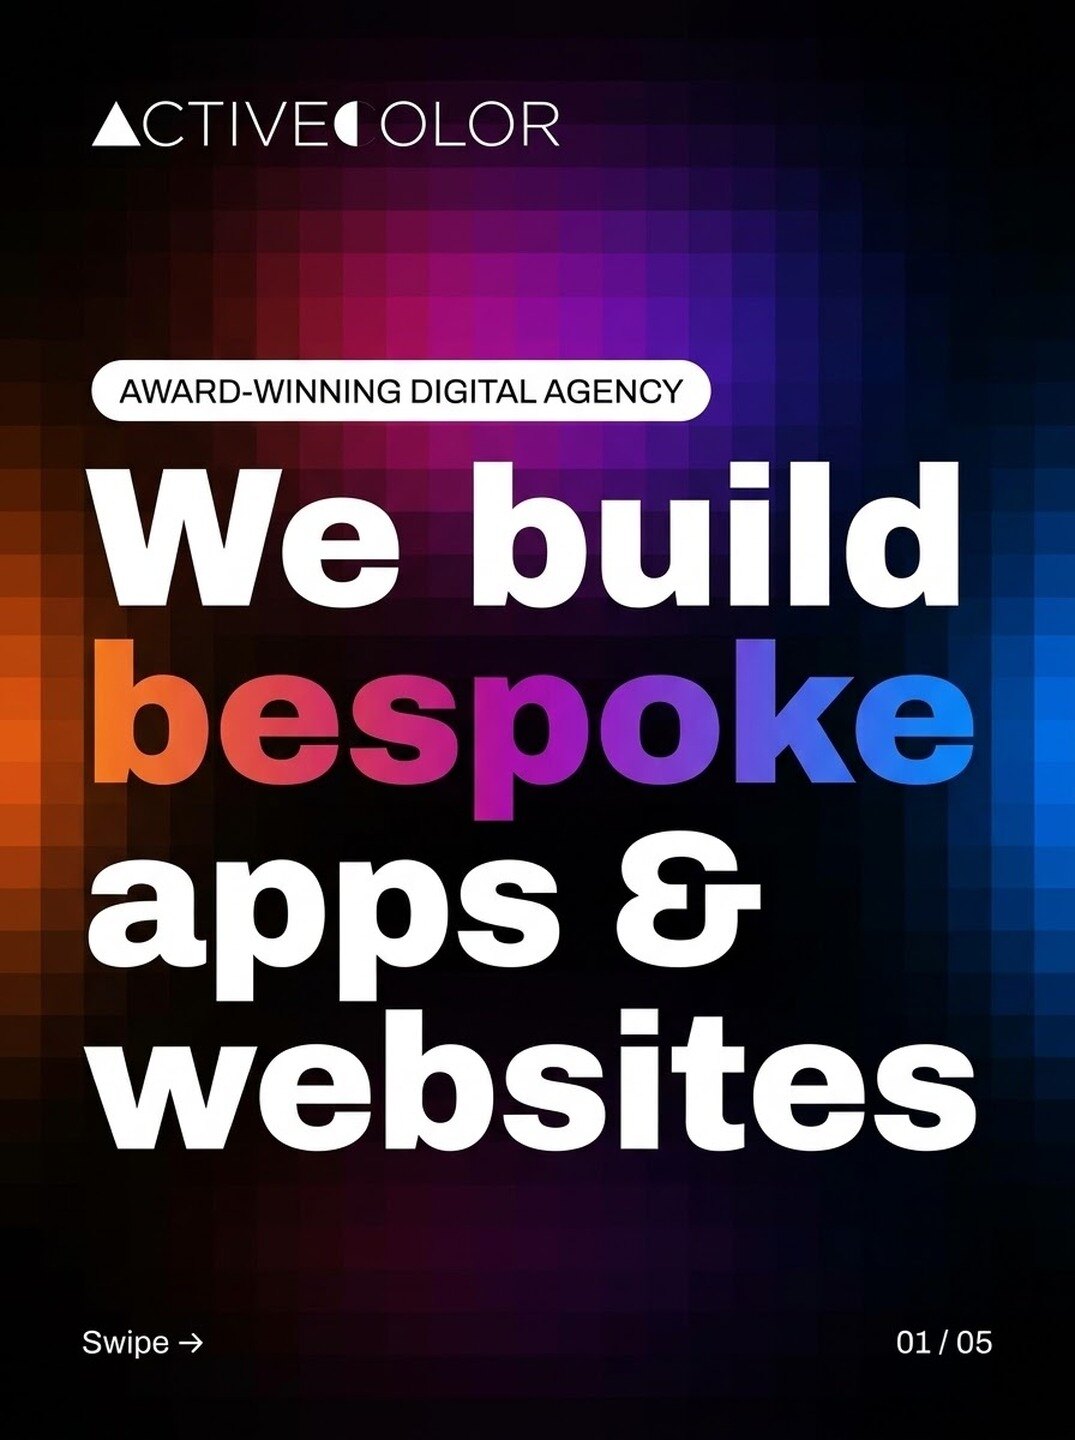 ACTIVECOLOR
AWARD-WINNING DIGITAL AGENCY
We build
bespoke
apps &
websites
Swipe →
01 / 05